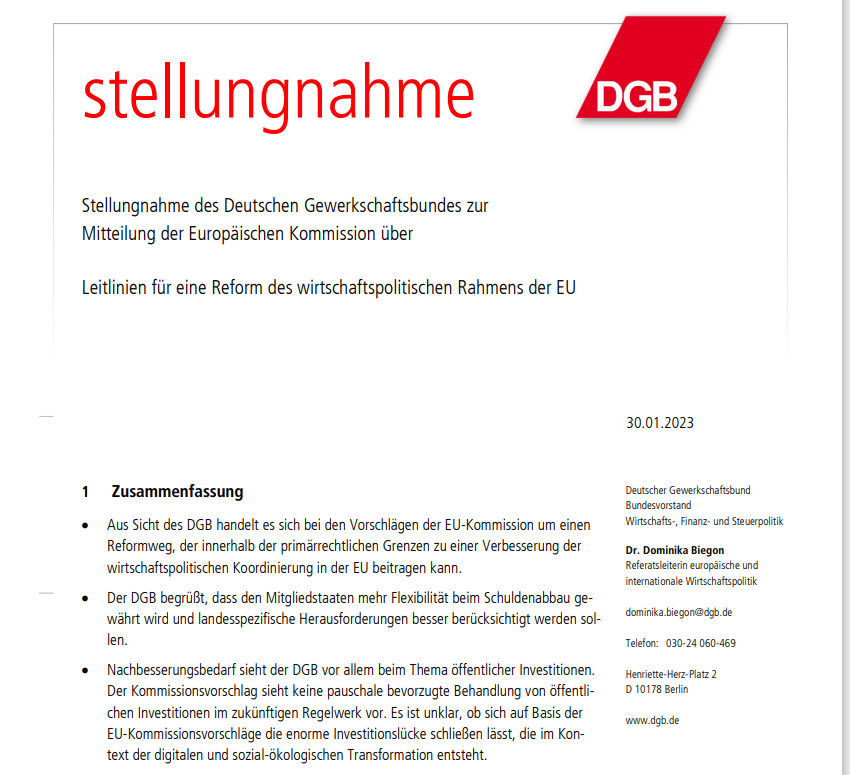 stellungnahme
DGB
Stellungnahme des Deutschen Gewerkschaftsbundes zur
Mitteilung der Europäischen Kommission über
Leitlinien für eine Reform des wirtschaftspolitischen Rahmens der EU
30.01.2023
1 Zusammenfassung
• Aus Sicht des DGB handelt es sich bei den Vorschlägen der EU-Kommission um einen
Reformweg, der innerhalb der primärrechtlichen Grenzen zu einer Verbesserung der
wirtschaftspolitischen Koordinierung in der EU beitragen kann.
• Der DGB begrüßt, dass den Mitgliedstaaten mehr Flexibilität beim Schuldenabbau ge-
währt wird und landesspezifische Herausforderungen besser berücksichtigt werden sol-
len.
• Nachbesserungsbedarf sieht der DGB vor allem beim Thema öffentlicher Investitionen.
Der Kommissionsvorschlag sieht keine pauschale bevorzugte Behandlung von öffentli-
chen Investitionen im zukünftigen Regelwerk vor. Es ist unklar, ob sich auf Basis der
EU-Kommissionsvorschläge die enorme Investitionslücke schließen lässt, die im Kon-
text der digitalen und sozial-ökologischen Transformation entsteht.
Deutscher Gewerkschaftsbund
Bundesvorstand
Wirtschafts-, Finanz- und Steuerpolitik
Dr. Dominika Biegon
Referatsleiterin europäische und
internationale Wirtschaftspolitik
dominika.biegon@dgb.de
Telefon: 030-24 060-469
Henriette-Herz-Platz 2
D 10178 Berlin
www.dgb.de